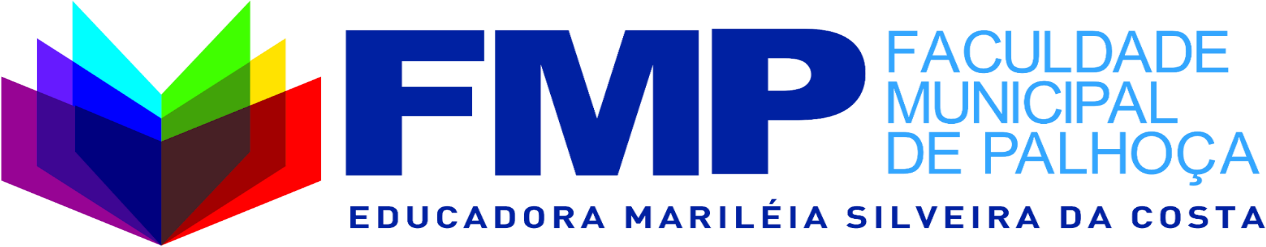 FMP
FACULDADE
MUNICIPAL
DE PALHOÇA
EDUCADORA MARILÉIA SILVEIRA DA COSTA